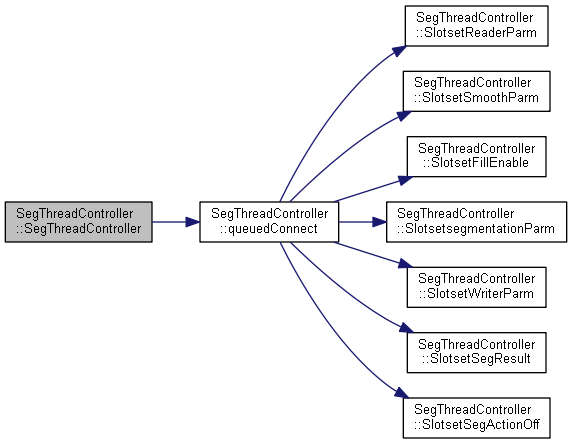 SegThreadController
::SegThreadController
SegThreadController
::queuedConnect
SegThreadController
::SlotsetReaderParm
SegThreadController
::SlotsetSmoothParm
SegThreadController
::SlotsetFillEnable
SegThreadController
::SlotsetsegmentationParm
SegThreadController
::SlotsetWriterParm
SegThreadController
::SlotsetSegResult
SegThreadController
::SlotsetSegActionOff